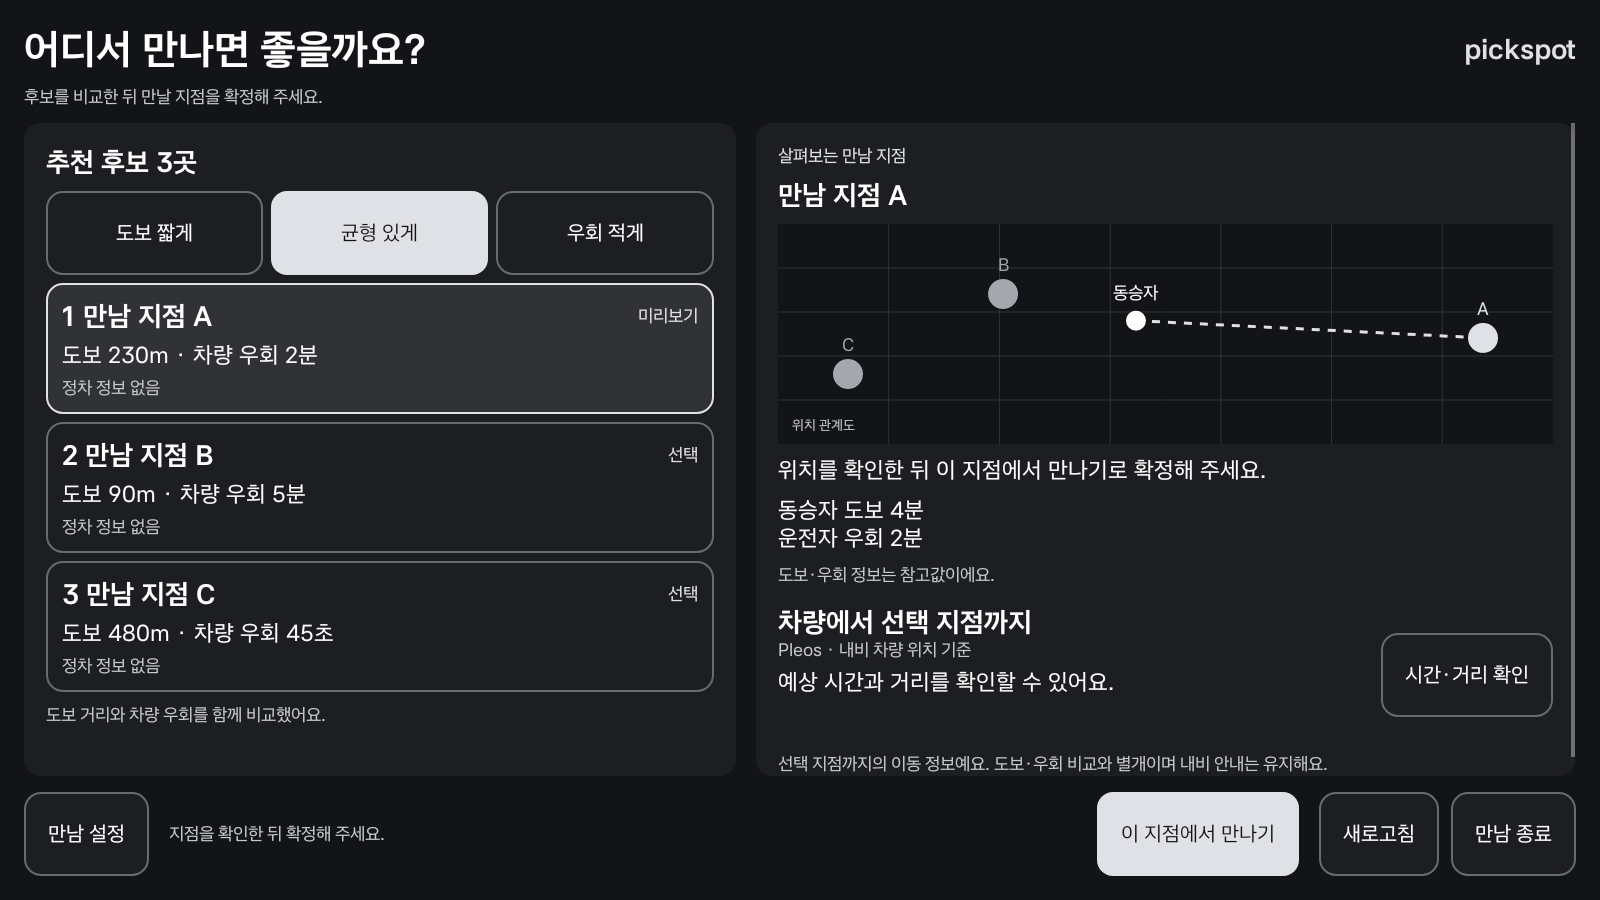 어디서 만나면 좋을까요?
pickspot
후보를 비교한 뒤 만날 지점을 확정해 주세요.
추천 후보 3곳
도보 짧게
균형 있게
우회 적게
1 만남 지점 A
미리보기
도보 230m · 차량 우회 2분
정차 정보 없음
2 만남 지점 B
선택
도보 90m · 차량 우회 5분
정차 정보 없음
3 만남 지점 C
선택
도보 480m · 차량 우회 45초
정차 정보 없음
도보 거리와 차량 우회를 함께 비교했어요.
살펴보는 만남 지점
만남 지점 A
B
동승자
A
C
위치 관계도
위치를 확인한 뒤 이 지점에서 만나기로 확정해 주세요.
동승자 도보 4분
운전자 우회 2분
도보·우회 정보는 참고값이에요.
차량에서 선택 지점까지
Pleos · 내비 차량 위치 기준
예상 시간과 거리를 확인할 수 있어요.
시간·거리 확인
선택 지점까지의 이동 정보예요. 도보·우회 비교와 별개이며 내비 안내는 유지해요.
만남 설정
지점을 확인한 뒤 확정해 주세요.
이 지점에서 만나기
새로고침
만남 종료